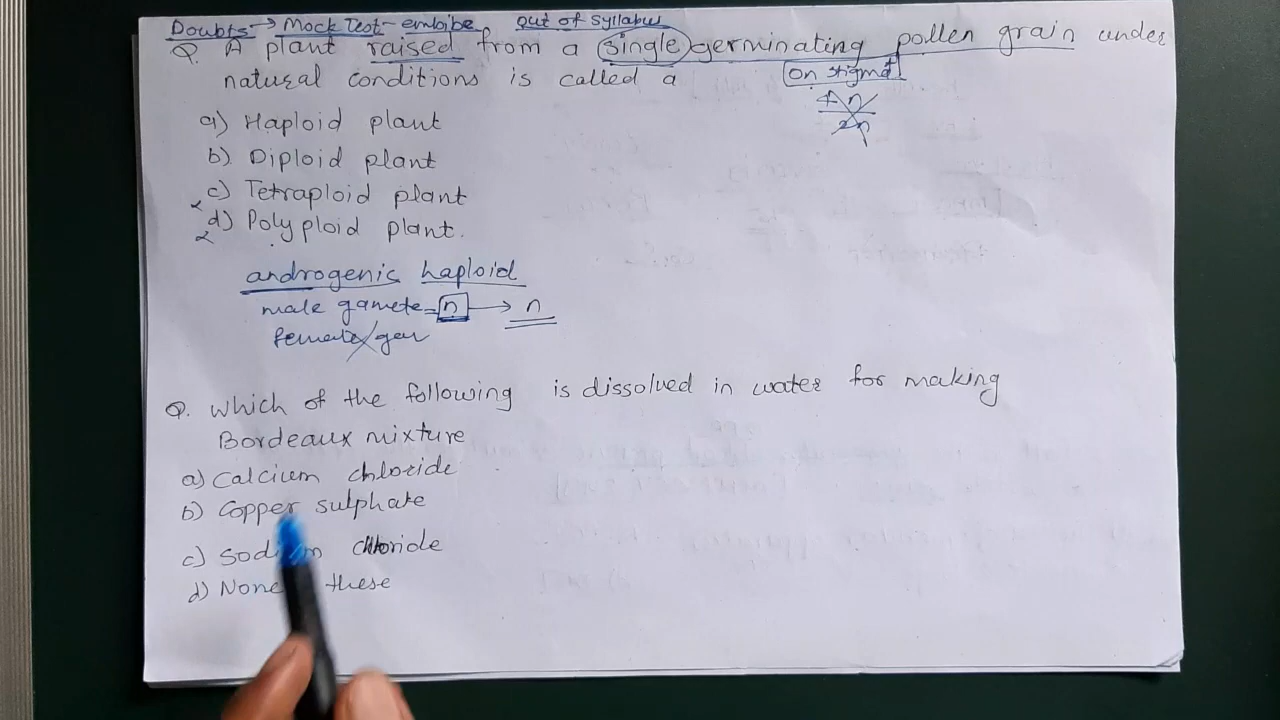 Doubts → Mock Test - embibe out of syllabus
Q. A plant raised from a single germinating pollen grain under
natural conditions is called a on stigma
4n
2n
a) Haploid plant
b) Diploid plant
c) Tetraploid plant
d) Polyploid plant.
androgenic haploid
male gamete = n → n
female gam
Q. Which of the following is dissolved in water for making
Bordeaux mixture
a) Calcium chloride
b) Copper sulphate
c) Sodium chloride
d) None these